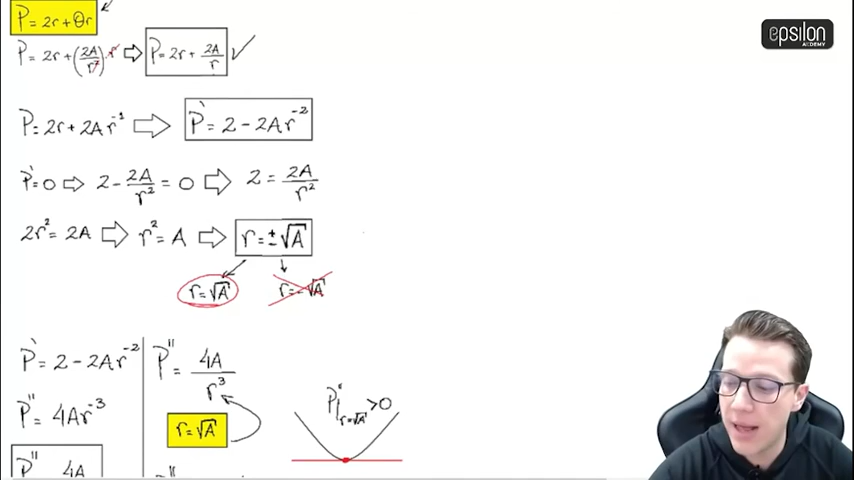 P = 2r + θr
P = 2r + (2A/r²)·r ⇨ P = 2r + 2A/r ✓
P = 2r + 2Ar⁻¹ ⇨ P' = 2 - 2Ar⁻²
P' = 0 ⇨ 2 - 2A/r² = 0 ⇨ 2 = 2A/r²
2r² = 2A ⇨ r² = A ⇨ r = ±√A
r = √A r = -√A
P' = 2 - 2Ar⁻²
P'' = 4Ar⁻³
P'' 4A
P'' = 4A/r³
r = √A
P''|r=√A > 0
epsilon
ACADEMY